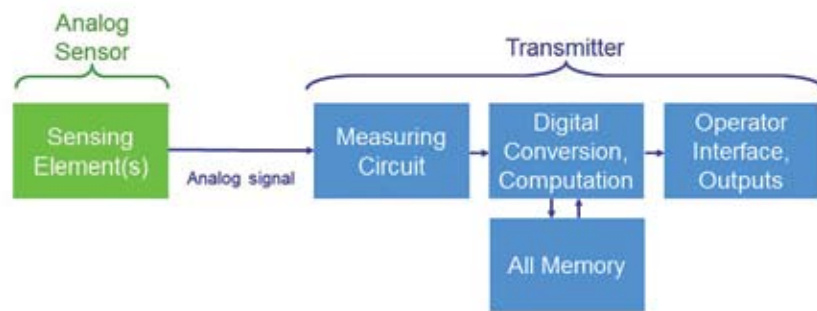 Analog
Sensor
Transmitter
Sensing
Element(s)
Analog signal
Measuring
Circuit
Digital
Conversion,
Computation
Operator
Interface,
Outputs
All Memory